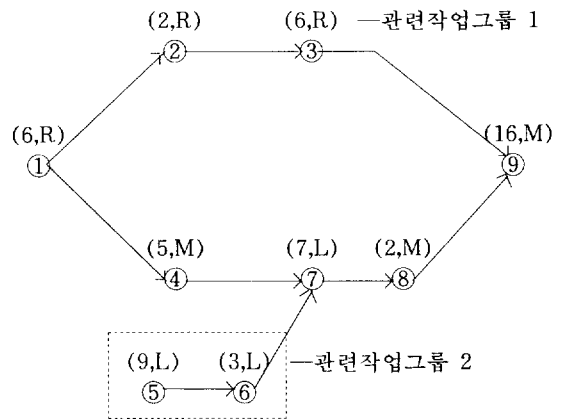 (2,R) (6,R) —관련작업그룹 1
② ③
(6,R) (16,M)
① ⑨
(5,M) (7,L) (2,M)
④ ⑦ ⑧
(9,L) (3,L) —관련작업그룹 2
⑤ ⑥